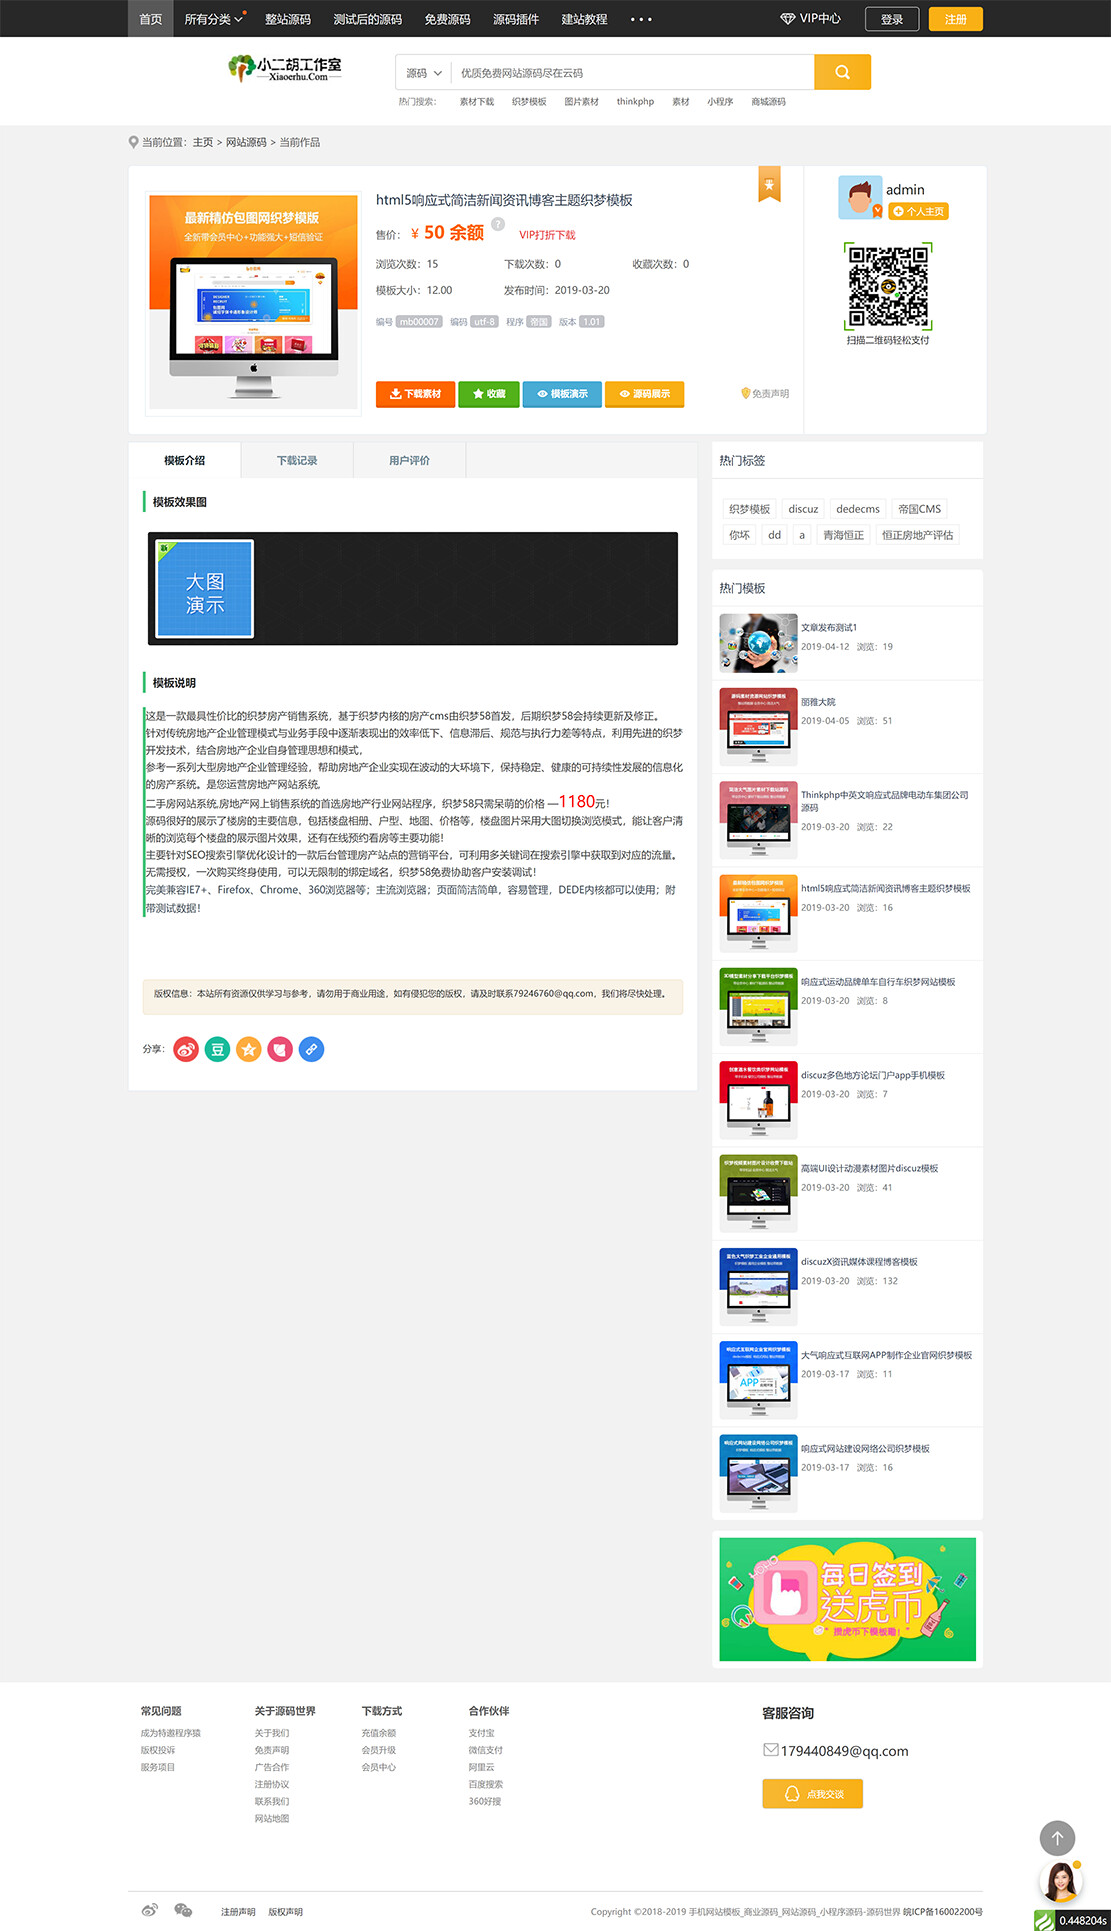 首页 所有分类 整站源码 测试后的源码 免费源码 源码插件 建站教程 ••• VIP中心 登录 注册
小二胡工作室
Xiaoerhu.Com
源码 优质免费网站源码尽在云码
热门搜索： 素材下载 织梦模板 图片素材 thinkphp 素材 小程序 商城源码
当前位置：主页 > 网站源码 > 当前作品
最新精仿包图网织梦模版
全新带会员中心+功能强大+短信验证
html5响应式简洁新闻资讯博客主题织梦模板
售价： ¥ 50 余额 ? VIP打折下载
浏览次数：15 下载次数：0 收藏次数：0
模板大小：12.00 发布时间：2019-03-20
编号 mb00007 编码 utf-8 程序 帝国 版本 1.01
下载素材 收藏 模板演示 源码展示 免责声明
admin
个人主页
扫描二维码轻松支付
模板介绍 下载记录 用户评价
模板效果图
大图
演示
模板说明
这是一款最具性价比的织梦房产销售系统，基于织梦内核的房产cms由织梦58首发，后期织梦58会持续更新及修正。
针对传统房地产企业管理模式与业务手段中逐渐表现出的效率低下、信息滞后、规范与执行力差等特点，利用先进的织梦
开发技术，结合房地产企业自身管理思想和模式，
参考一系列大型房地产企业管理经验，帮助房地产企业实现在波动的大环境下，保持稳定、健康的可持续性发展的信息化
的房产系统。是您运营房地产网站系统,
二手房网站系统,房地产网上销售系统的首选房地产行业网站程序，织梦58只需呆萌的价格 —1180元！
源码很好的展示了楼房的主要信息，包括楼盘相册、户型、地图、价格等，楼盘图片采用大图切换浏览模式，能让客户清
晰的浏览每个楼盘的展示图片效果，还有在线预约看房等主要功能！
主要针对SEO搜索引擎优化设计的一款后台管理房产站点的营销平台，可利用多关键词在搜索引擎中获取到对应的流量。
无需授权，一次购买终身使用，可以无限制的绑定域名，织梦58免费协助客户安装调试！
完美兼容IE7+、Firefox、Chrome、360浏览器等；主流浏览器；页面简洁简单，容易管理，DEDE内核都可以使用；附
带测试数据！
版权信息：本站所有资源仅供学习与参考，请勿用于商业用途，如有侵犯您的版权，请及时联系79246760@qq.com，我们将尽快处理。
分享：
豆
热门标签
织梦模板 discuz dedecms 帝国CMS
你坏 dd a 青海恒正 恒正房地产评估
热门模板
文章发布测试1
2019-04-12 浏览：19
丽雅大院
2019-04-05 浏览：51
Thinkphp中英文响应式品牌电动车集团公司
源码
2019-03-20 浏览：22
html5响应式简洁新闻资讯博客主题织梦模板
2019-03-20 浏览：16
响应式运动品牌单车自行车织梦网站模板
2019-03-20 浏览：8
discuz多色地方论坛门户app手机模板
2019-03-20 浏览：7
高端UI设计动漫素材图片discuz模板
2019-03-20 浏览：41
discuzX资讯媒体课程博客模板
2019-03-20 浏览：132
大气响应式互联网APP制作企业官网织梦模板
2019-03-17 浏览：11
响应式网站建设网络公司织梦模板
2019-03-17 浏览：16
每日签到
送虎币
攒虎币下模板勒！
常见问题 关于源码世界 下载方式 合作伙伴 客服咨询
成为特邀程序猿 关于我们 充值余额 支付宝
版权投诉 免责声明 会员升级 微信支付
服务项目 广告合作 会员中心 阿里云
注册协议 百度搜索
联系我们 360好搜
网站地图
179440849@qq.com
点我交谈
注册声明 版权声明
Copyright ©2018-2019 手机网站模板_商业源码_网站源码_小程序源码-源码世界 皖ICP备16002200号
0.448204s